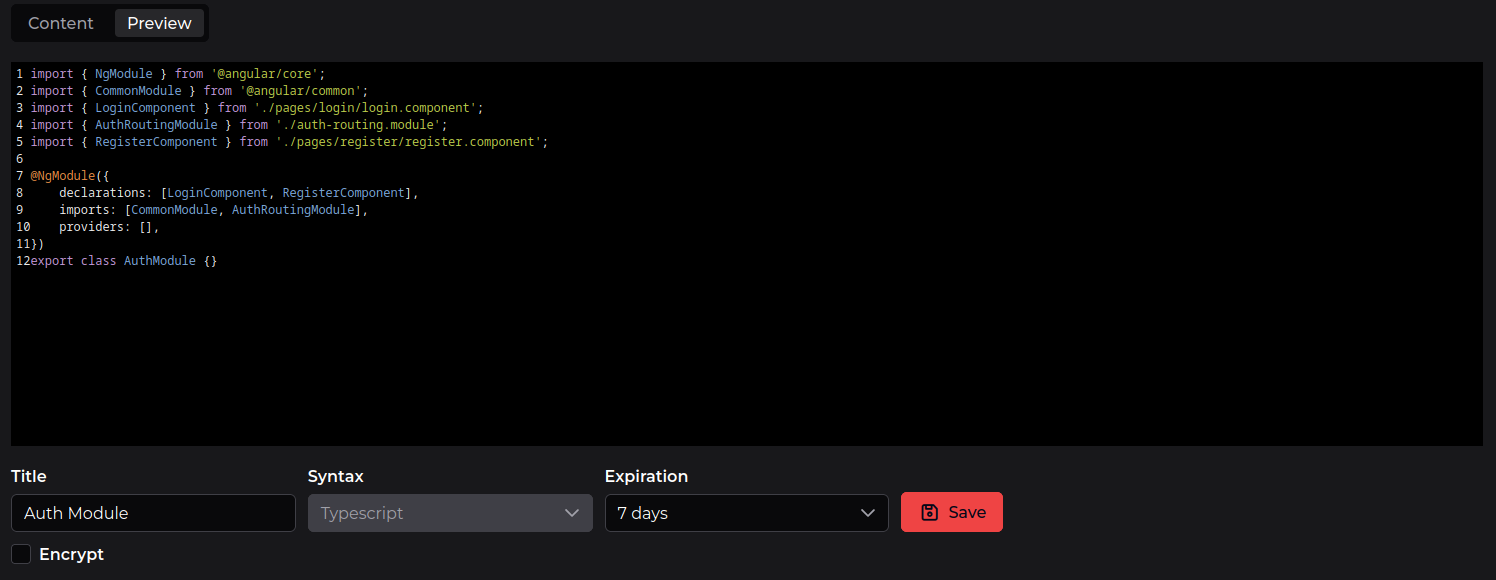 Content Preview
1 import { NgModule } from '@angular/core';
2 import { CommonModule } from '@angular/common';
3 import { LoginComponent } from './pages/login/login.component';
4 import { AuthRoutingModule } from './auth-routing.module';
5 import { RegisterComponent } from './pages/register/register.component';
6
7 @NgModule({
8     declarations: [LoginComponent, RegisterComponent],
9     imports: [CommonModule, AuthRoutingModule],
10    providers: [],
11})
12export class AuthModule {}
Title Syntax Expiration
Auth Module Typescript 7 days Save
Encrypt